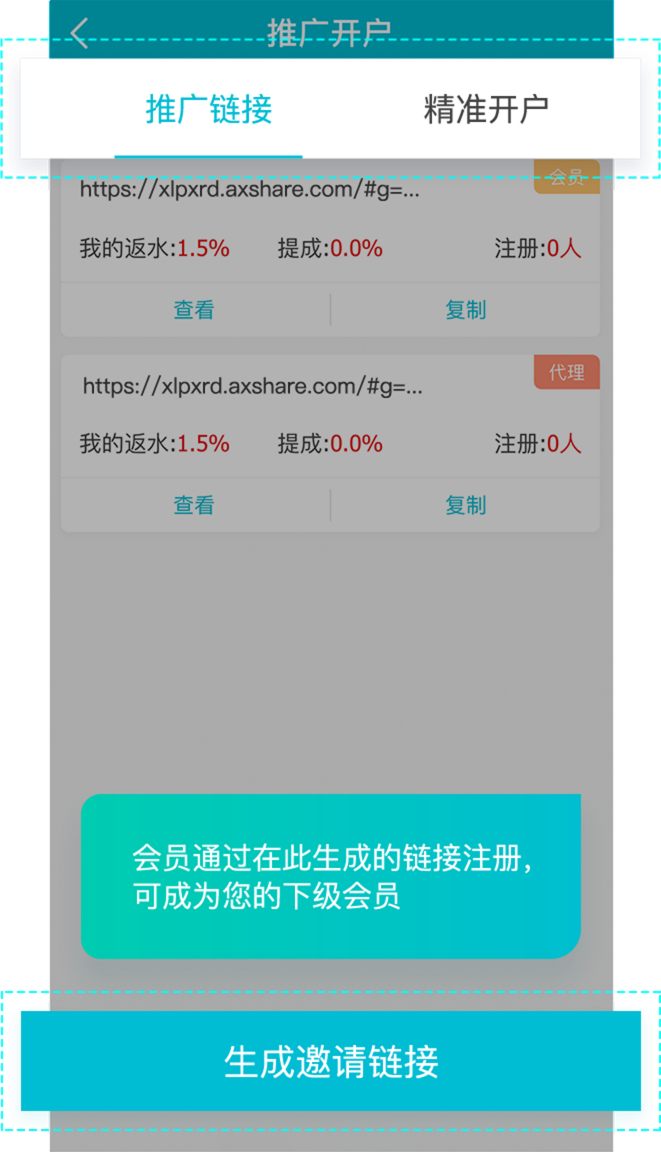 推广开户
推广链接 精准开户
https://xlpxrd.axshare.com/#g=... 会员
我的返水:1.5% 提成:0.0% 注册:0人
查看 复制
https://xlpxrd.axshare.com/#g=... 代理
我的返水:1.5% 提成:0.0% 注册:0人
查看 复制
会员通过在此生成的链接注册,
可成为您的下级会员
生成邀请链接